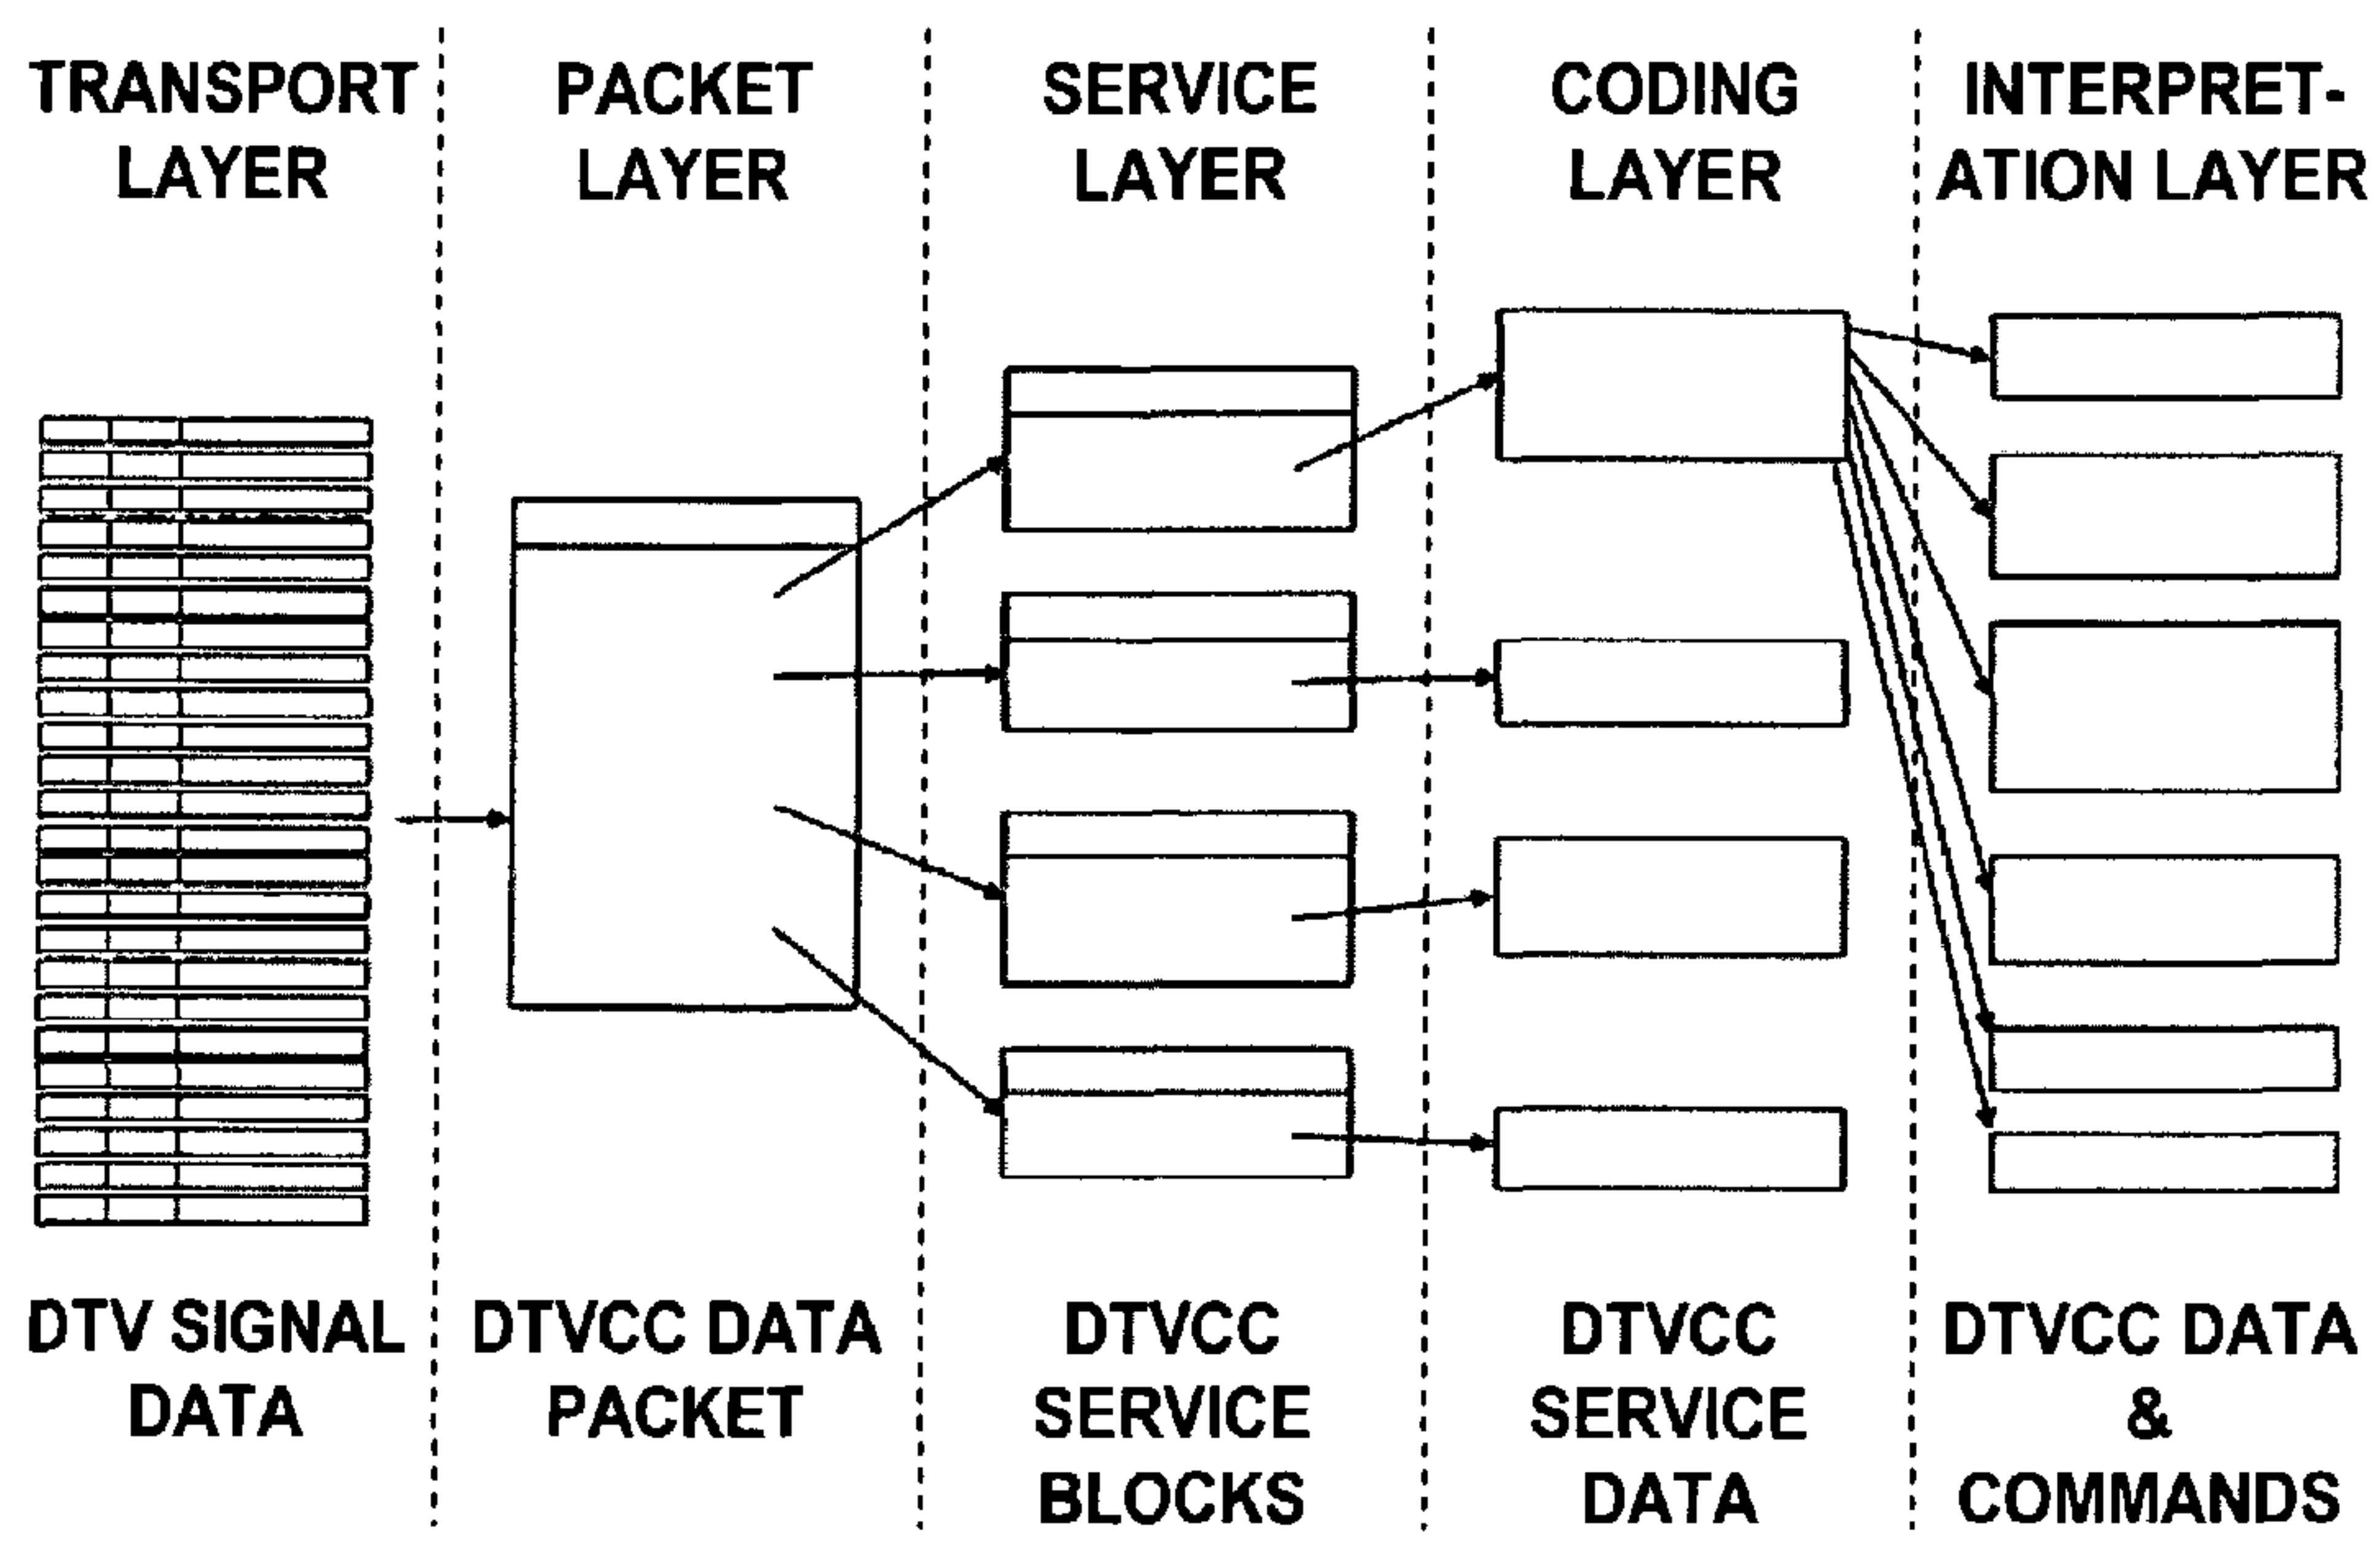 TRANSPORT
LAYER
PACKET
LAYER
SERVICE
LAYER
CODING
LAYER
INTERPRET-
ATION LAYER
DTV SIGNAL
DATA
DTVCC DATA
PACKET
DTVCC
SERVICE
BLOCKS
DTVCC
SERVICE
DATA
DTVCC DATA
&
COMMANDS